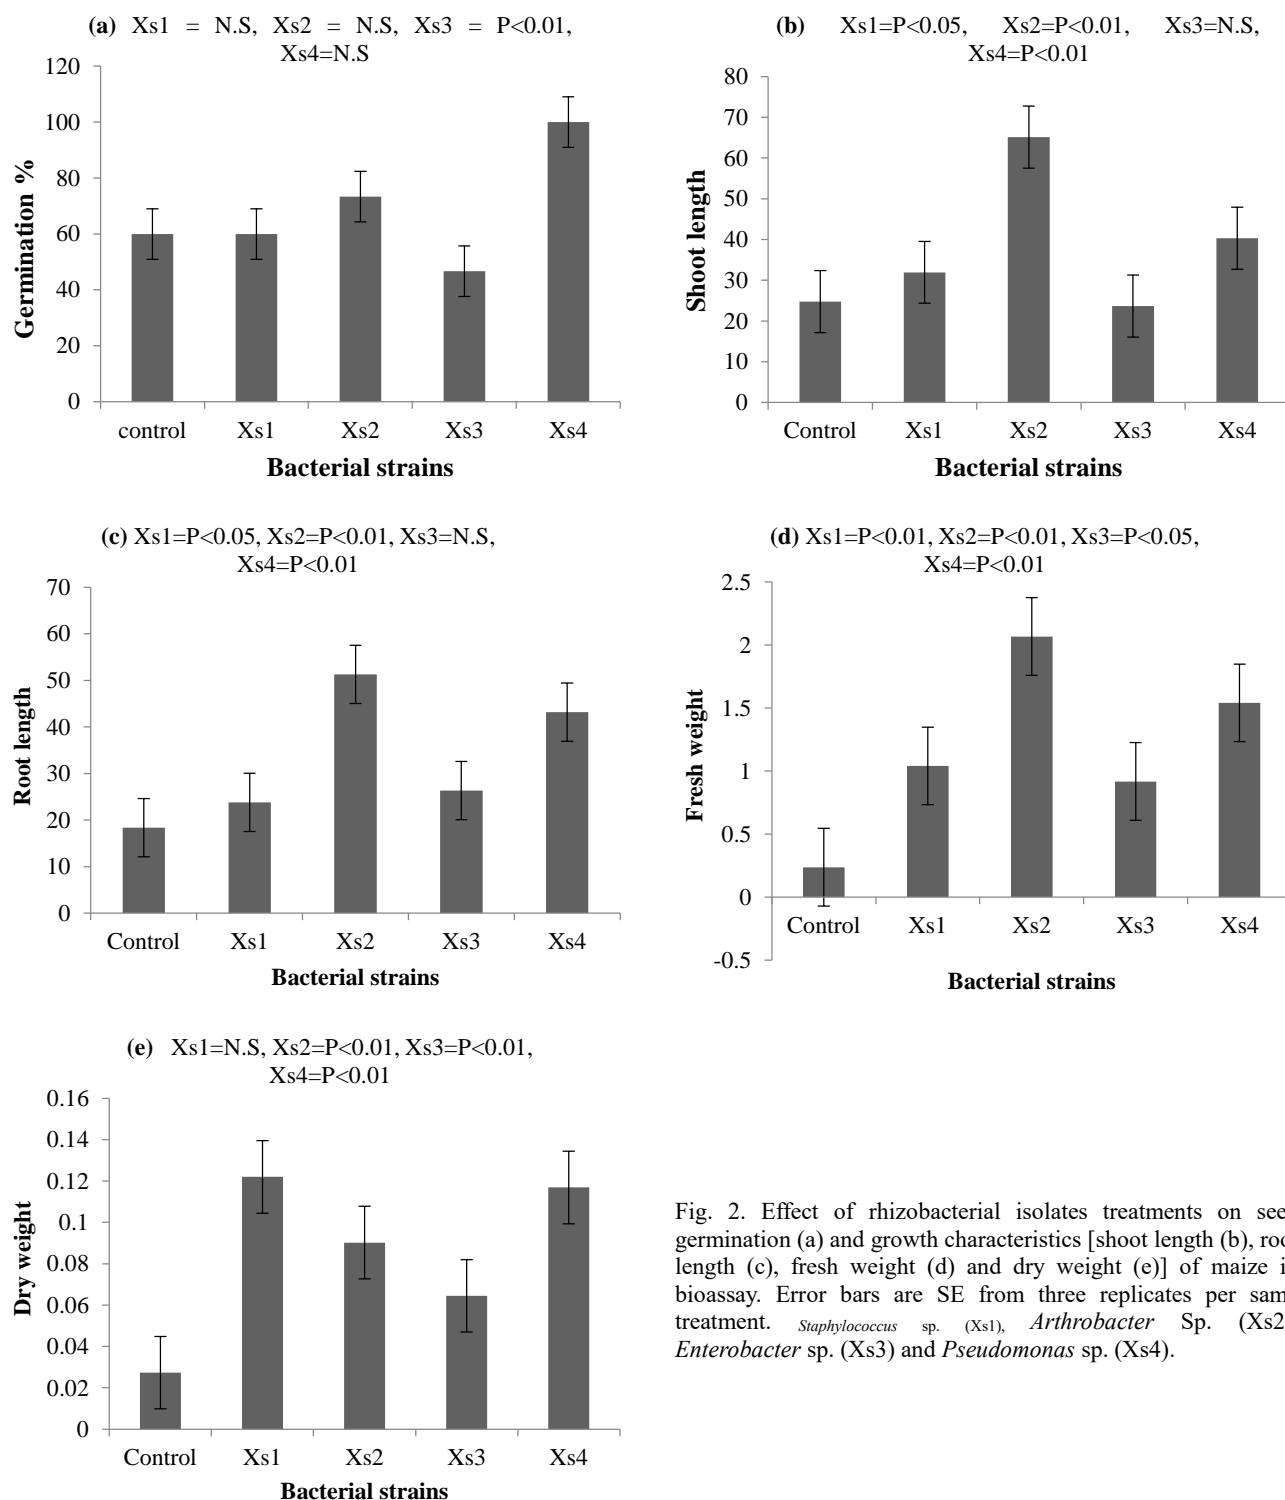 (a) Xs1 = N.S, Xs2 = N.S, Xs3 = P<0.01,
Xs4=N.S
120
100
80
60
40
20
0
Germination %
control Xs1 Xs2 Xs3 Xs4
Bacterial strains
(b) Xs1=P<0.05, Xs2=P<0.01, Xs3=N.S,
Xs4=P<0.01
80
70
60
50
40
30
20
10
0
Shoot length
Control Xs1 Xs2 Xs3 Xs4
Bacterial strains
(c) Xs1=P<0.05, Xs2=P<0.01, Xs3=N.S,
Xs4=P<0.01
70
60
50
40
30
20
10
0
Root length
Control Xs1 Xs2 Xs3 Xs4
Bacterial strains
(d) Xs1=P<0.01, Xs2=P<0.01, Xs3=P<0.05,
Xs4=P<0.01
2.5
2
1.5
1
0.5
0
-0.5
Fresh weight
Control Xs1 Xs2 Xs3 Xs4
Bacterial strains
(e) Xs1=N.S, Xs2=P<0.01, Xs3=P<0.01,
Xs4=P<0.01
0.16
0.14
0.12
0.1
0.08
0.06
0.04
0.02
0
Dry weight
Control Xs1 Xs2 Xs3 Xs4
Bacterial strains
Fig. 2. Effect of rhizobacterial isolates treatments on see
germination (a) and growth characteristics [shoot length (b), roo
length (c), fresh weight (d) and dry weight (e)] of maize i
bioassay. Error bars are SE from three replicates per sam
treatment. Staphylococcus sp. (Xs1), Arthrobacter Sp. (Xs2
Enterobacter sp. (Xs3) and Pseudomonas sp. (Xs4).